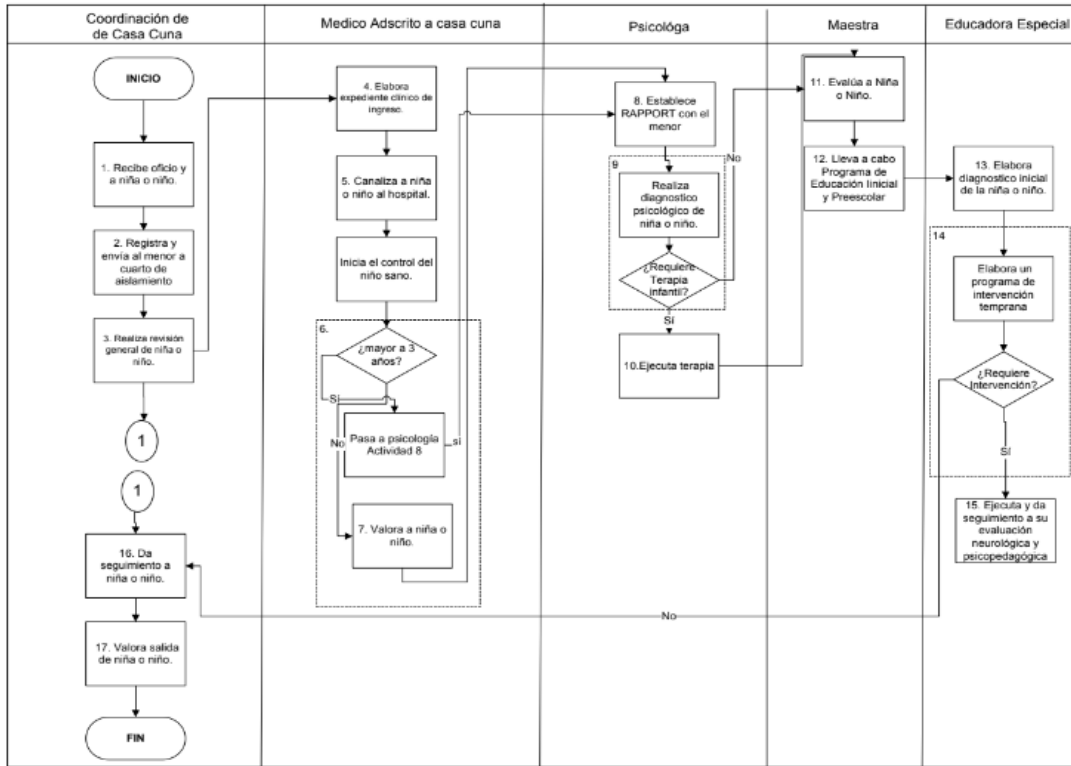 Coordinación de
de Casa Cuna
Medico Adscrito a casa cuna
Psicológa
Maestra
Educadora Especial
INICIO
1. Recibe oficio y
a niña o niño.
2. Registra y
envía al menor a
cuarto de
aislamiento
3. Realiza revisión
general de niña o
niño.
1
1
16. Da
seguimiento a
niña o niño.
17. Valora salida
de niña o niño.
FIN
4. Elabora
expediente clínico de
ingreso.
5. Canaliza a niña
o niño al hospital.
Inicia el control del
niño sano.
6.
¿mayor a 3
años?
Sí
No
Pasa a psicología
Actividad 8
sí
7. Valora a niña o
niño.
8. Establece
RAPPORT con el
menor
9
Realiza
diagnostico
psicológico de
niña o niño.
No
¿Requiere
Terapia
infantil?
Sí
10.Ejecuta terapia
11. Evalúa a Niña
o Niño.
12. Lleva a cabo
Programa de
Educación Iinicial
y Preescolar
13. Elabora
diagnostico inicial
de la niña o niño.
14
Elabora un
programa de
intervención
temprana
¿Requiere
Intervención?
Sí
15. Ejecuta y da
seguimiento a su
evaluación
neurológica y
psicopedagógica
No